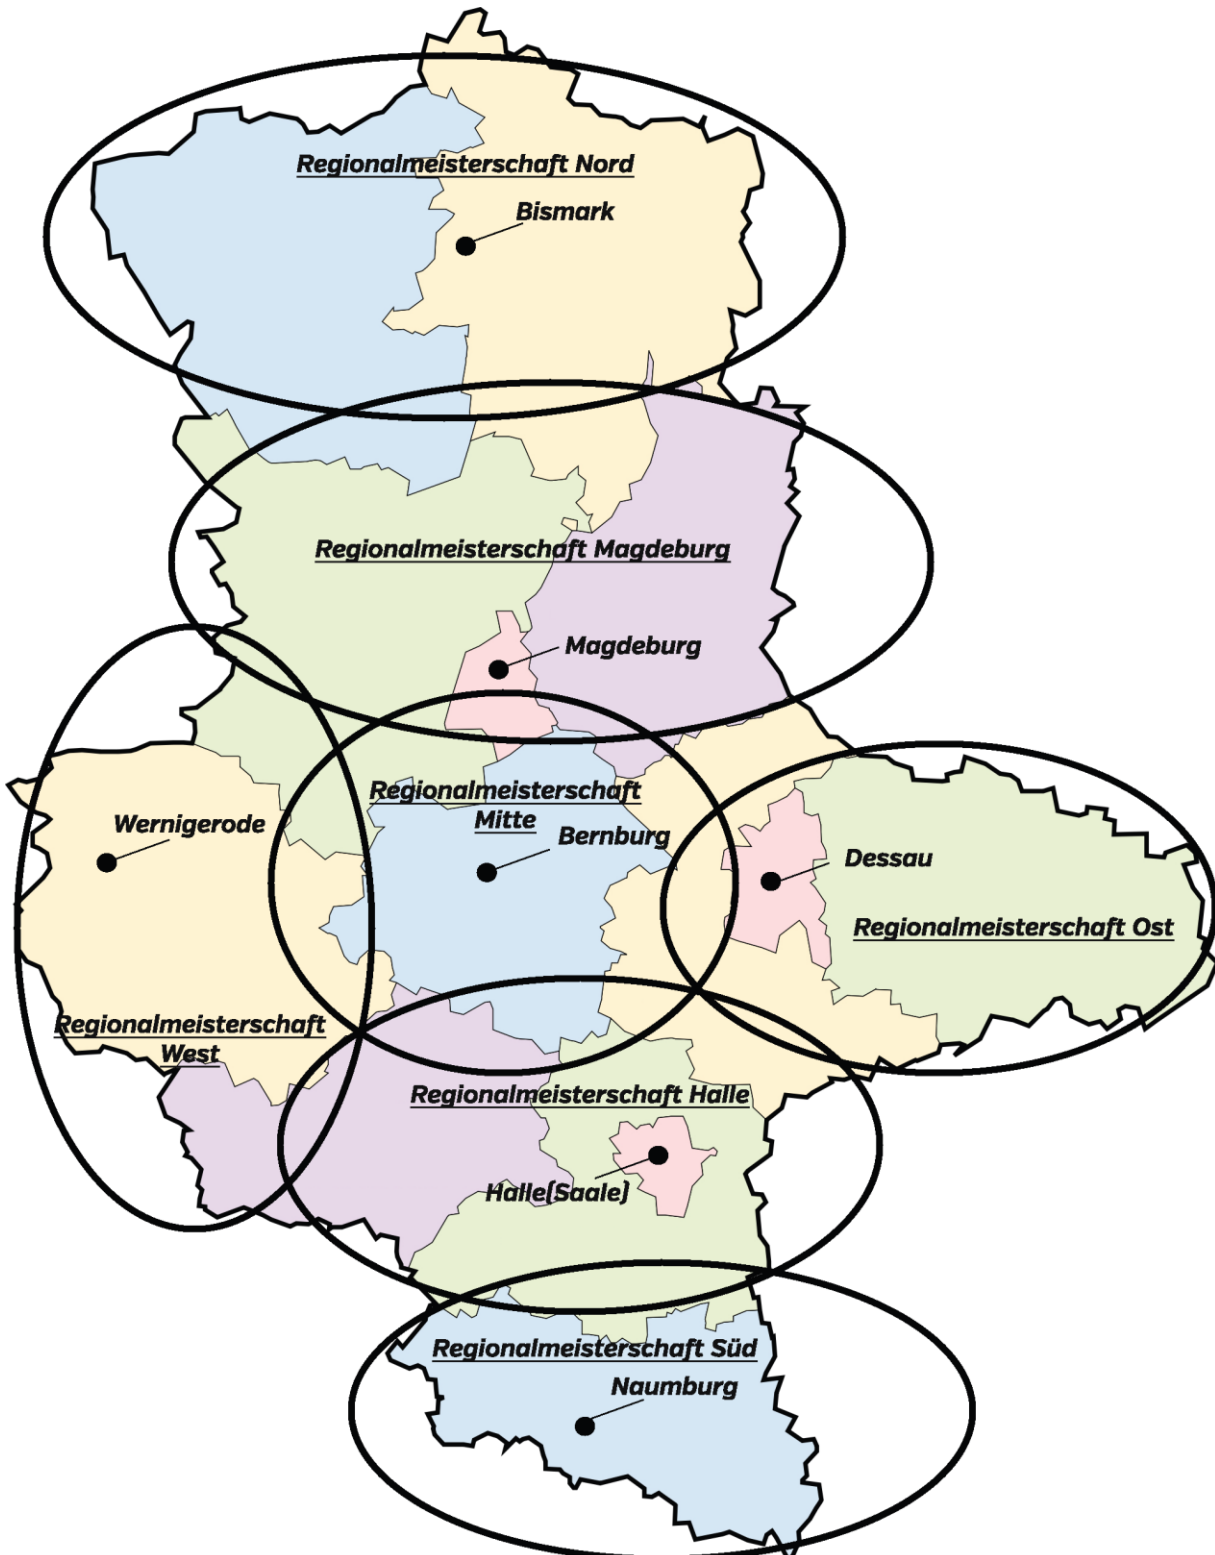 Regionalmeisterschaft Nord
Bismark
Regionalmeisterschaft Magdeburg
Magdeburg
Regionalmeisterschaft
Mitte
Wernigerode
Bernburg
Dessau
Regionalmeisterschaft Ost
Regionalmeisterschaft
West
Regionalmeisterschaft Halle
Halle(Saale)
Regionalmeisterschaft Süd
Naumburg